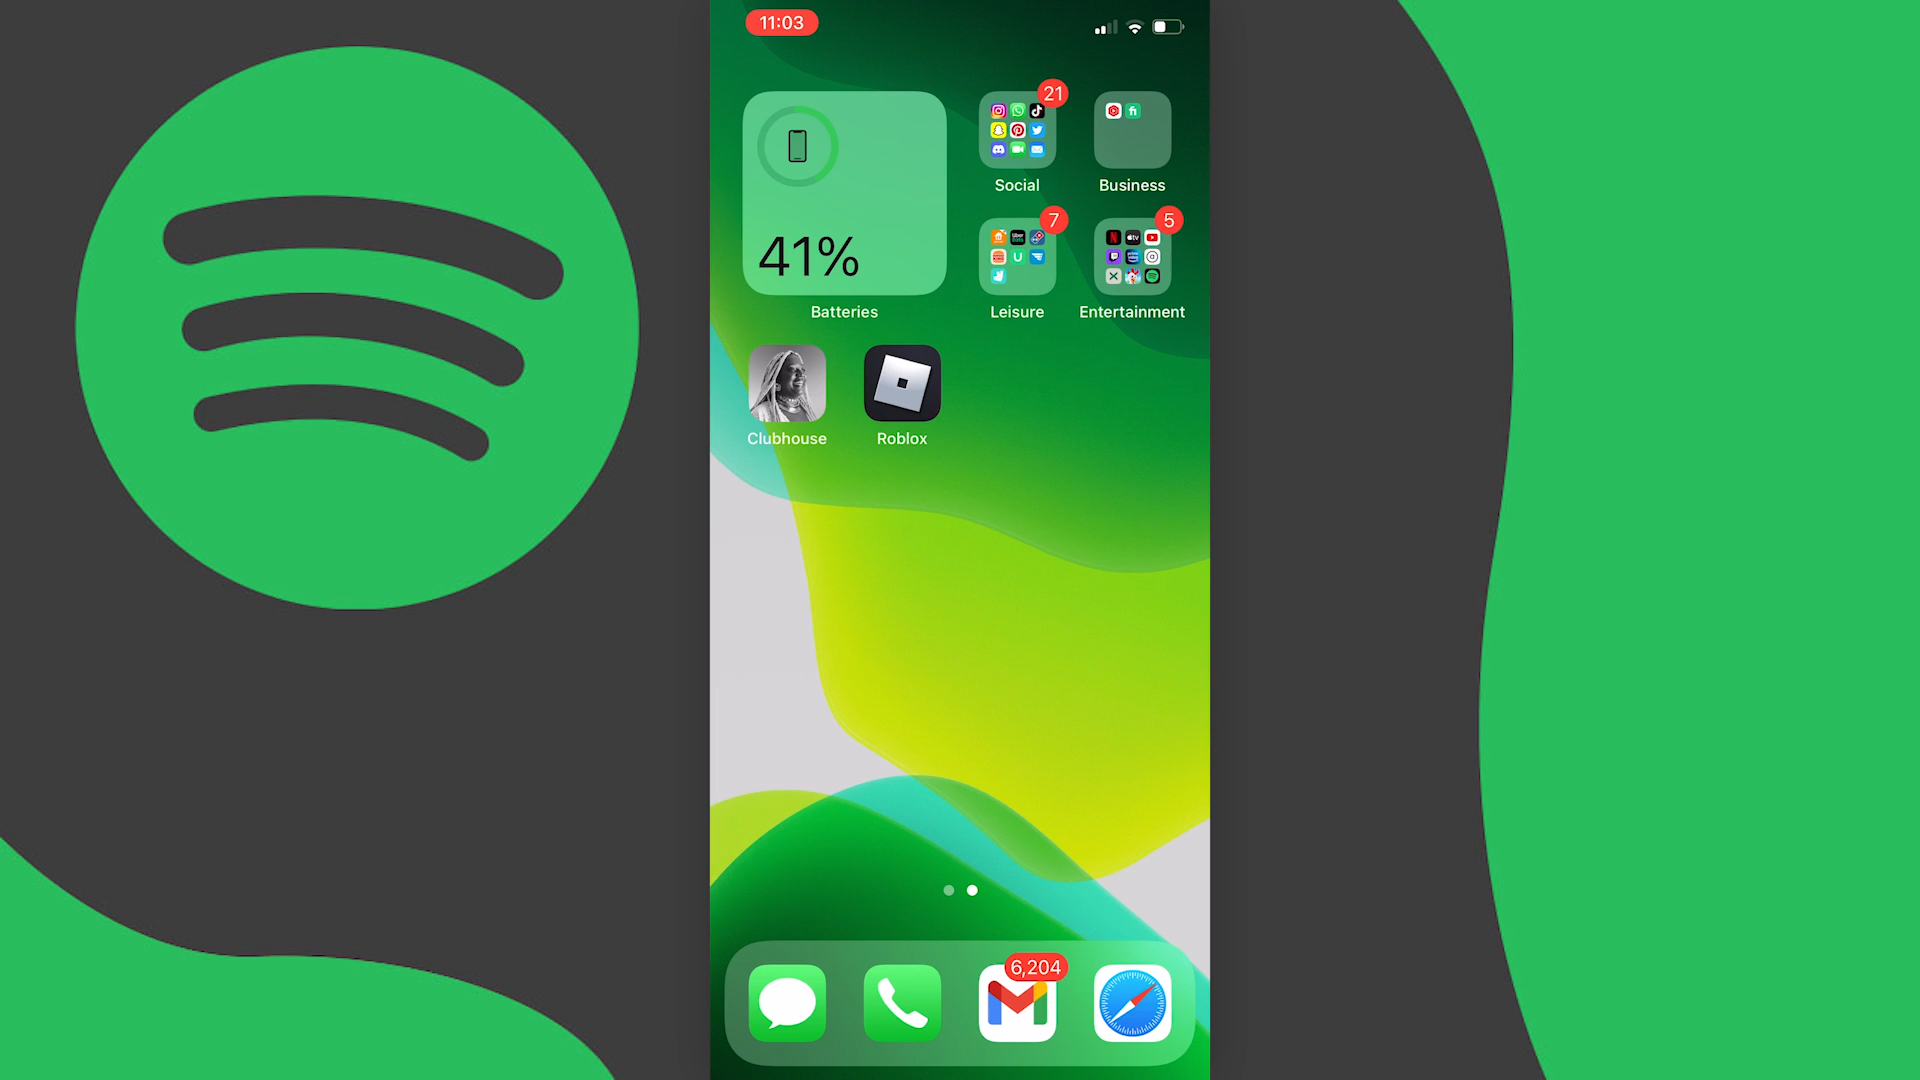 11:03
41%
Batteries
21
Social
Business
7
Leisure
5
Entertainment
Clubhouse
Roblox
6,204